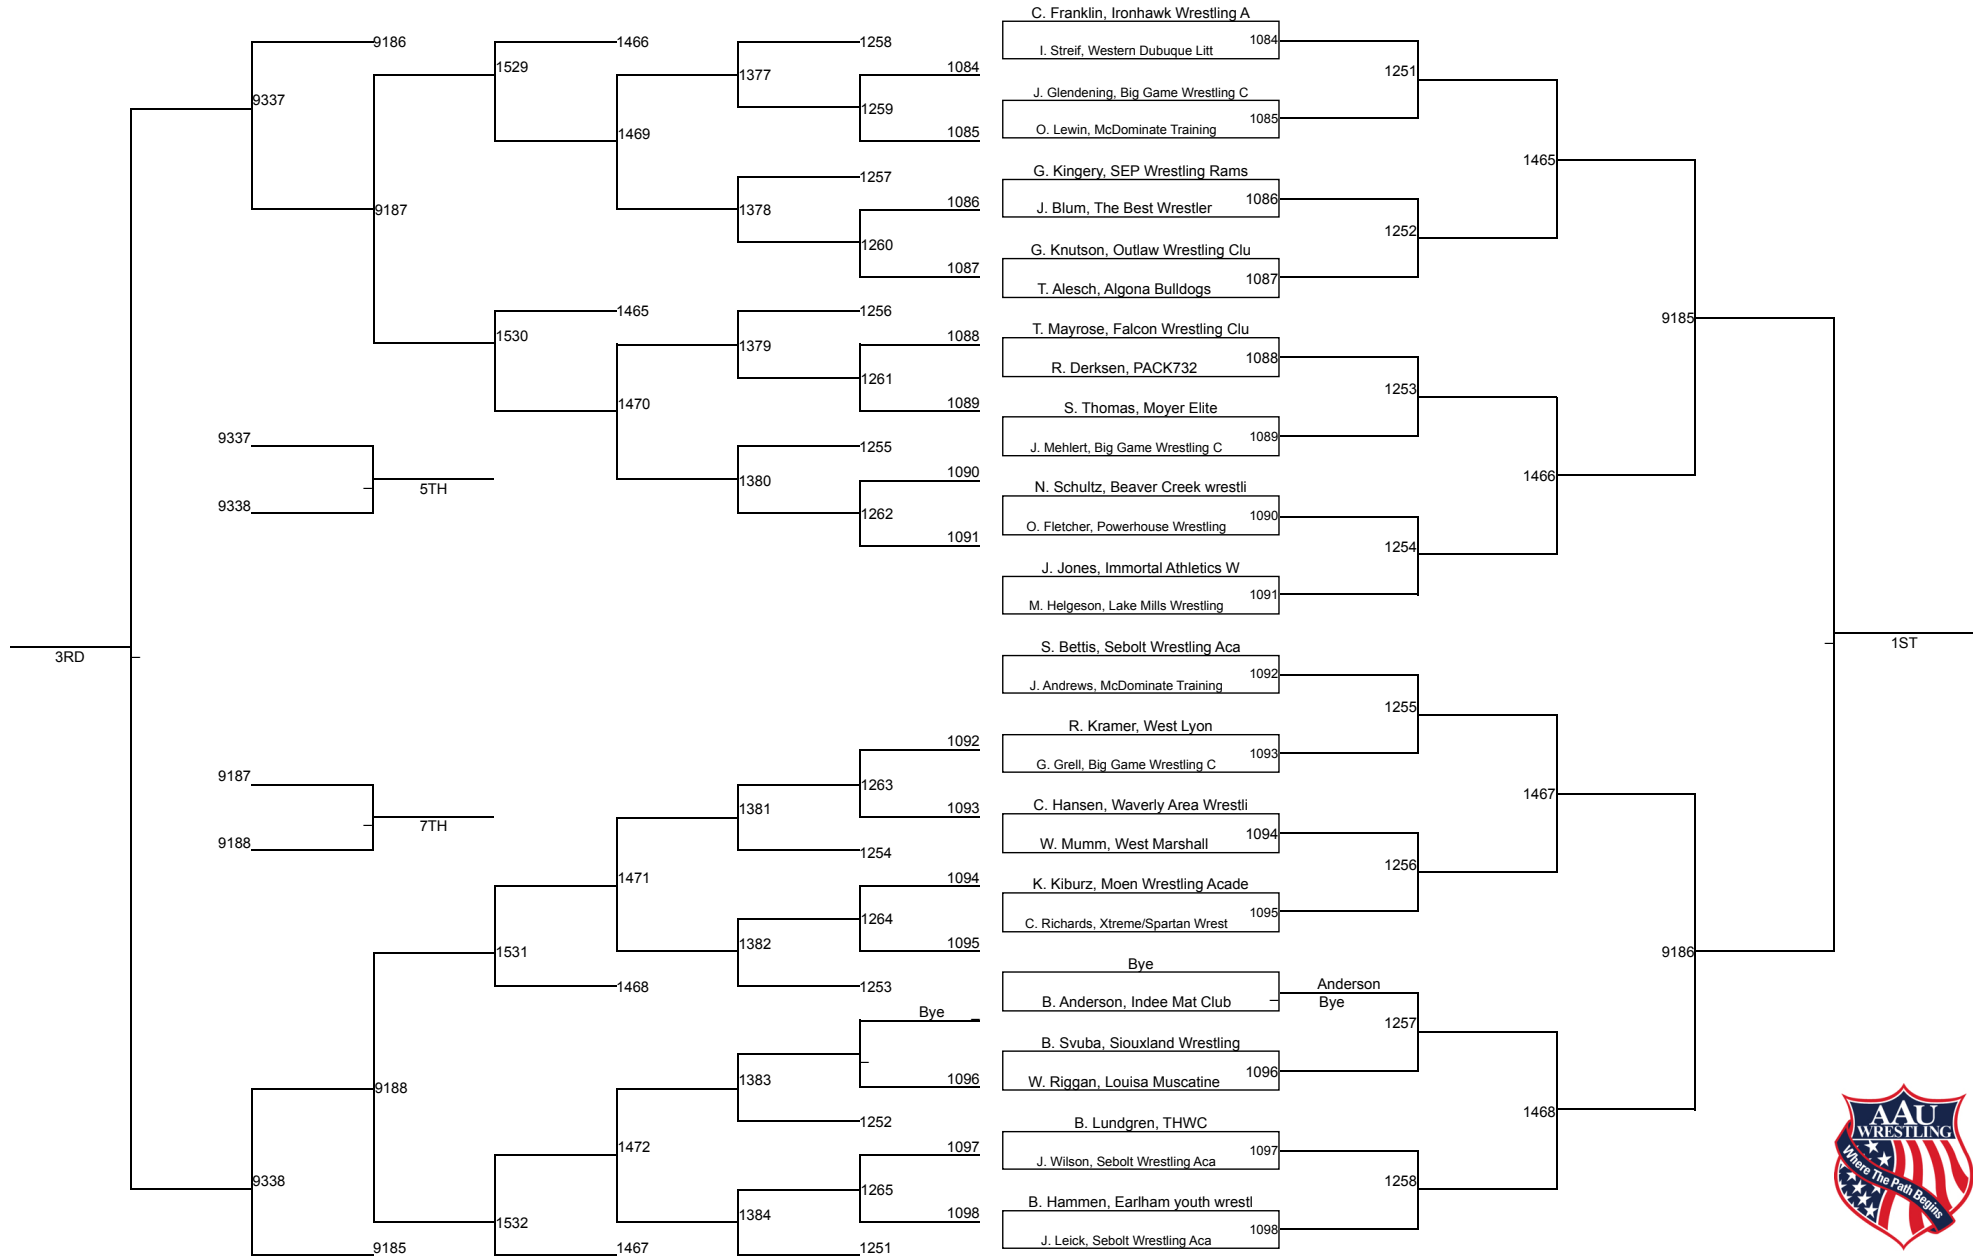 C. Franklin, Ironhawk Wrestling A
9186 1466 1258 1084
I. Streif, Western Dubuque Litt
1529 1377 1084 1251
9337 1259 J. Glendening, Big Game Wrestling C
1469 1085 1085
O. Lewin, McDominate Training
1465
1257 G. Kingery, SEP Wrestling Rams
9187 1378 1086 1086
J. Blum, The Best Wrestler
1252
1260 G. Knutson, Outlaw Wrestling Clu
1087 1087
T. Alesch, Algona Bulldogs
1465 1256 9185
1530 1379 1088 T. Mayrose, Falcon Wrestling Clu
1088
R. Derksen, PACK732
1261 1253
1470 1089 S. Thomas, Moyer Elite
9337 1255 1089
J. Mehlert, Big Game Wrestling C
1380 1090 1466
5TH N. Schultz, Beaver Creek wrestli
9338 1262 1090
O. Fletcher, Powerhouse Wrestling
1091 1254
J. Jones, Immortal Athletics W
1091
M. Helgeson, Lake Mills Wrestling
3RD 1ST
S. Bettis, Sebolt Wrestling Aca
1092
J. Andrews, McDominate Training
1255
R. Kramer, West Lyon
1092 1093
G. Grell, Big Game Wrestling C
9187 1263
1381 1093 C. Hansen, Waverly Area Wrestli 1467
7TH 1094
9188 1254 W. Mumm, West Marshall
1256
1471 1094 K. Kiburz, Moen Wrestling Acade
1264 1095
C. Richards, Xtreme/Spartan Wrest
1531 1382 1095 9186
Bye
1468 1253 Anderson
B. Anderson, Indee Mat Club Bye
Bye 1257
B. Svuba, Siouxland Wrestling
9188 1383 1096 1096
W. Riggan, Louisa Muscatine
1252 1468
B. Lundgren, THWC
1472 1097 1097
J. Wilson, Sebolt Wrestling Aca
9338 1265 1258
B. Hammen, Earlham youth wrestl
1532 1384 1098 1098
J. Leick, Sebolt Wrestling Aca
9185 1467 1251
AAU
WRESTLING
Where The Path Begins